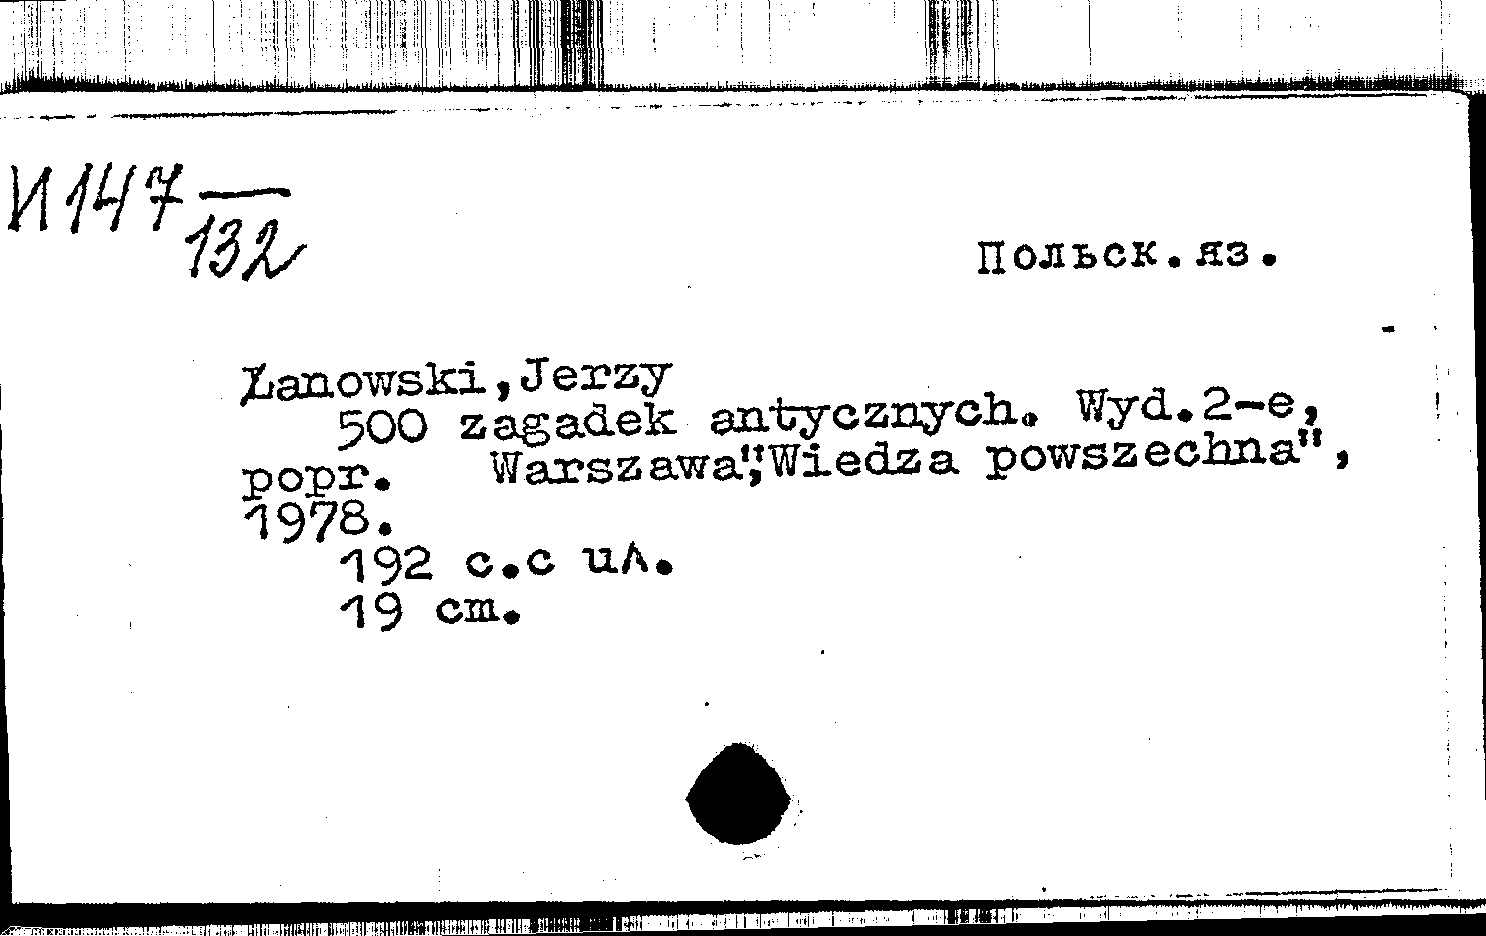 И 147—
132
Польск.яз.
Łanowski,Jerzy
500 zagadek antycznych. Wyd.2-e,
popr. Warszawa",Wiedza powszechna",
1978.
192 с.с ил.
19 cm.